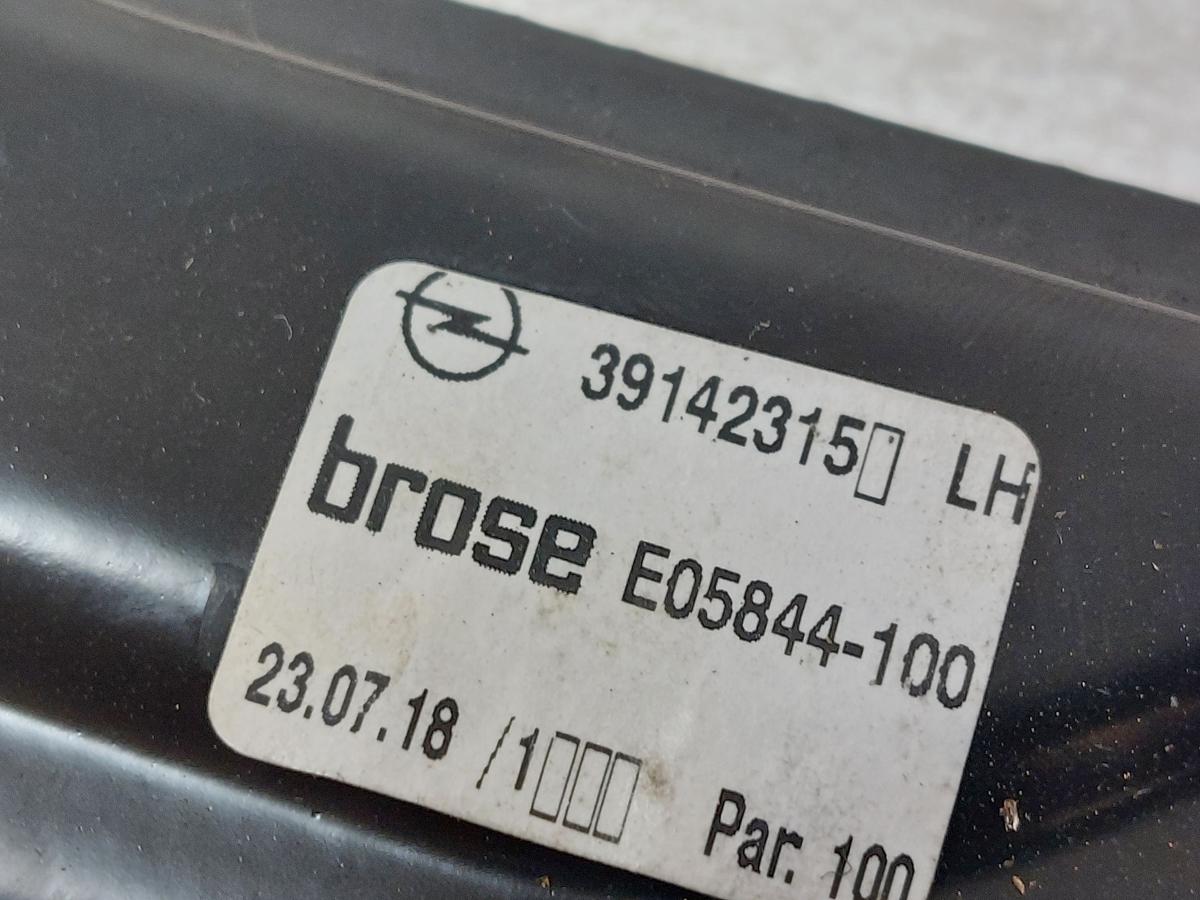 39142315▯ LH
brose E05844-100
23.07.18 /1▯▯▯ Par. 100